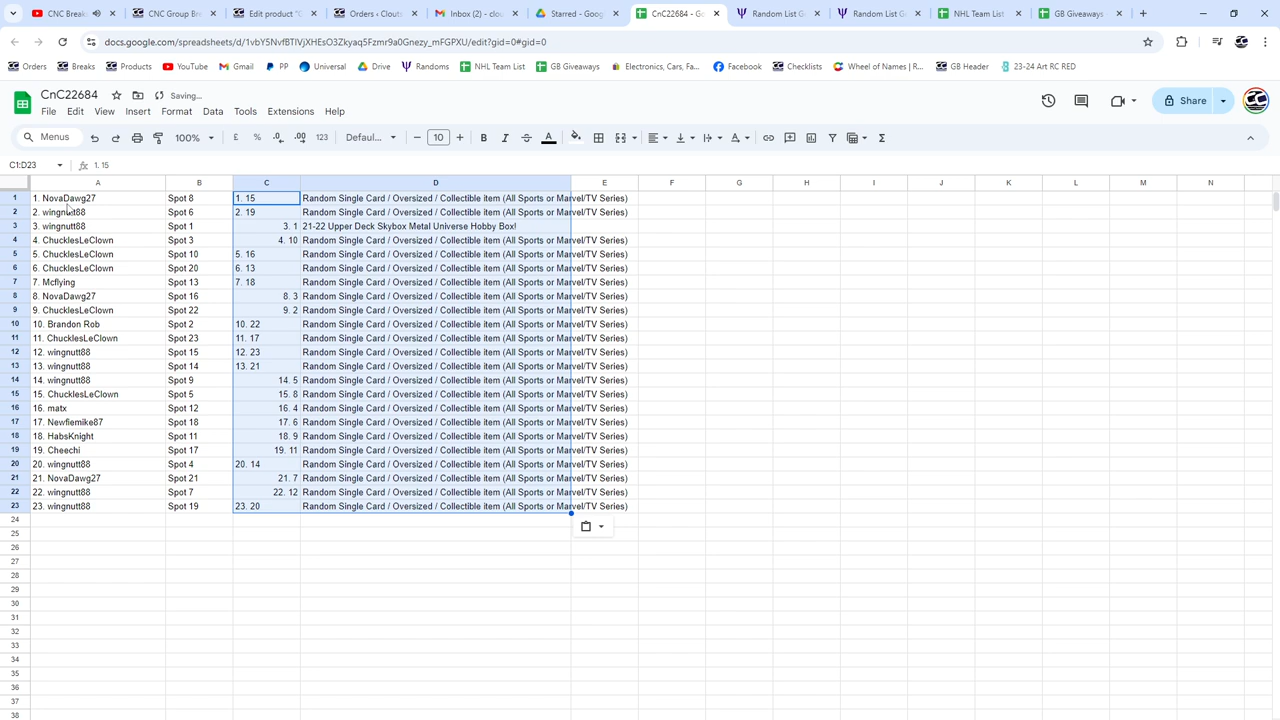 CNC Break
CNC Group Bre
Edit product "C
Orders ‹ Clouts
Inbox
- cl
Starred - Goog
CnC22684
Random List G
Random List G
NHL Team List
GB Giveaways
docs.google.com/spreadsheets/d/1vbY5NvfBTlVjXHEsO3Zkyaq5Fzmr9a0Gnezy_mFGPXU/edit?gid=0#gid=0
Orders Breaks Products YouTube Gmail PayPal Universal Drive Randoms NHL Team List GB Giveaways Electronics, Cars, Fa... Facebook Checklists Wheel of Names | R... GB Header 23-24 Art RC RED
CnC22684 Saving...
File Edit View Insert Format Data Tools Extensions Help
Share
Menus 100% £ % .0 .00 123 Defaul... 10
C1:D23 1. 15
A B C D E F G H I J K L M N
1 1. NovaDawg27 Spot 8 1. 15 Random Single Card / Oversized / Collectible item (All Sports or Marvel/TV Series)
2 2. wingnutt88 Spot 6 2. 19 Random Single Card / Oversized / Collectible item (All Sports or Marvel/TV Series)
3 3. wingnutt88 Spot 1 3. 1 21-22 Upper Deck Skybox Metal Universe Hobby Box!
4 4. ChucklesLeClown Spot 3 4. 10 Random Single Card / Oversized / Collectible item (All Sports or Marvel/TV Series)
5 5. ChucklesLeClown Spot 10 5. 16 Random Single Card / Oversized / Collectible item (All Sports or Marvel/TV Series)
6 6. ChucklesLeClown Spot 20 6. 13 Random Single Card / Oversized / Collectible item (All Sports or Marvel/TV Series)
7 7. Mcflying Spot 13 7. 18 Random Single Card / Oversized / Collectible item (All Sports or Marvel/TV Series)
8 8. NovaDawg27 Spot 16 8. 3 Random Single Card / Oversized / Collectible item (All Sports or Marvel/TV Series)
9 9. ChucklesLeClown Spot 22 9. 2 Random Single Card / Oversized / Collectible item (All Sports or Marvel/TV Series)
10 10. Brandon Rob Spot 2 10. 22 Random Single Card / Oversized / Collectible item (All Sports or Marvel/TV Series)
11 11. ChucklesLeClown Spot 23 11. 17 Random Single Card / Oversized / Collectible item (All Sports or Marvel/TV Series)
12 12. wingnutt88 Spot 15 12. 23 Random Single Card / Oversized / Collectible item (All Sports or Marvel/TV Series)
13 13. wingnutt88 Spot 14 13. 21 Random Single Card / Oversized / Collectible item (All Sports or Marvel/TV Series)
14 14. wingnutt88 Spot 9 14. 5 Random Single Card / Oversized / Collectible item (All Sports or Marvel/TV Series)
15 15. ChucklesLeClown Spot 5 15. 8 Random Single Card / Oversized / Collectible item (All Sports or Marvel/TV Series)
16 16. matx Spot 12 16. 4 Random Single Card / Oversized / Collectible item (All Sports or Marvel/TV Series)
17 17. Newfiemike87 Spot 18 17. 6 Random Single Card / Oversized / Collectible item (All Sports or Marvel/TV Series)
18 18. HabsKnight Spot 11 18. 9 Random Single Card / Oversized / Collectible item (All Sports or Marvel/TV Series)
19 19. Cheechi Spot 17 19. 11 Random Single Card / Oversized / Collectible item (All Sports or Marvel/TV Series)
20 20. wingnutt88 Spot 4 20. 14 Random Single Card / Oversized / Collectible item (All Sports or Marvel/TV Series)
21 21. NovaDawg27 Spot 21 21. 7 Random Single Card / Oversized / Collectible item (All Sports or Marvel/TV Series)
22 22. wingnutt88 Spot 7 22. 12 Random Single Card / Oversized / Collectible item (All Sports or Marvel/TV Series)
23 23. wingnutt88 Spot 19 23. 20 Random Single Card / Oversized / Collectible item (All Sports or Marvel/TV Series)
24
25
26
27
28
29
30
31
32
33
34
35
36
37
38